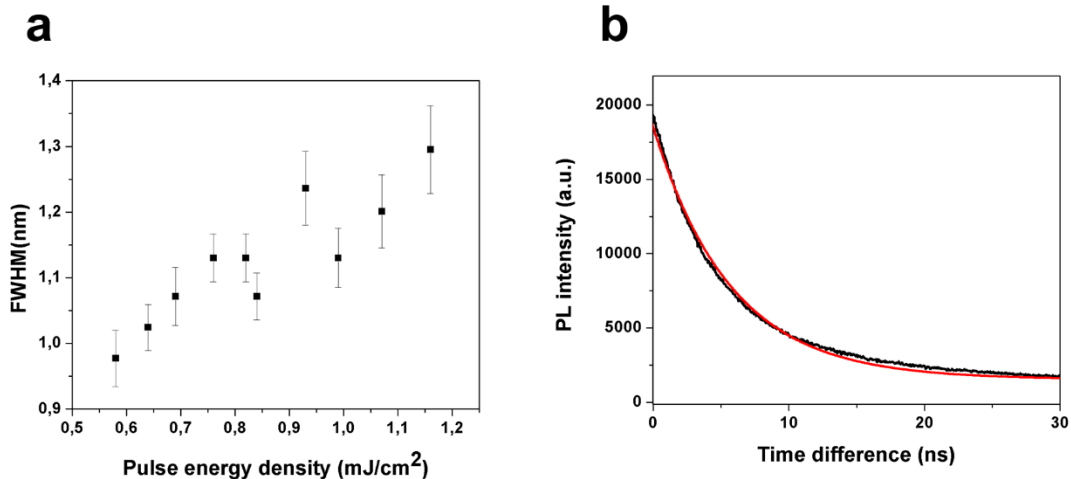 a
1,4
1,3
1,2
1,1
1,0
0,9
FWHM(nm)
0,5 0,6 0,7 0,8 0,9 1,0 1,1 1,2
Pulse energy density (mJ/cm²)
b
20000
15000
10000
5000
0
PL intensity (a.u.)
0 10 20 30
Time difference (ns)